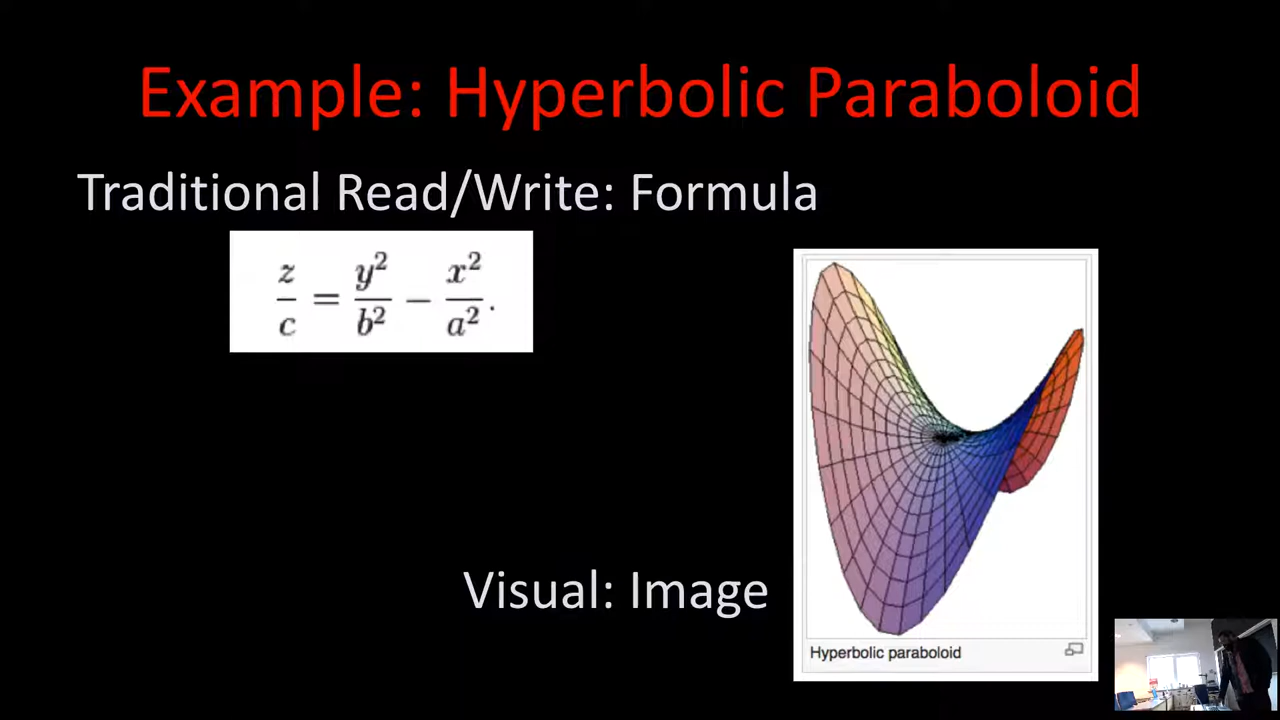 Example: Hyperbolic Paraboloid
Traditional Read/Write: Formula
z/c = y²/b² − x²/a².
Visual: Image
Hyperbolic paraboloid